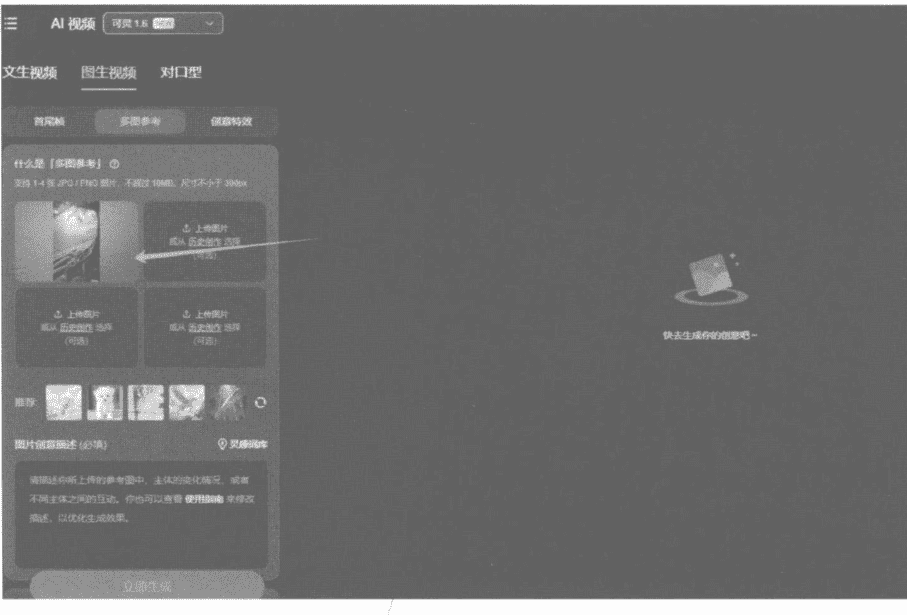 AI 视频 可灵 1.6
文生视频 图生视频 对口型
首尾帧 多图参考 创意特效
什么是「多图参考」
支持 1-4 张 JPG / PNG 图片，不超过 10MB，尺寸不小于 300px
上传图片
或从 历史创作 选择
(可选)
上传图片
或从 历史创作 选择
(可选)
上传图片
或从 历史创作 选择
(可选)
推荐
图片创意描述 (必填)
灵感词库
请描述你所上传的参考图中，主体的变化情况，或者
不同主体之间的互动。你也可以查看 使用指南 来修改
描述，以优化生成效果。
立即生成
快去生成你的创意吧~